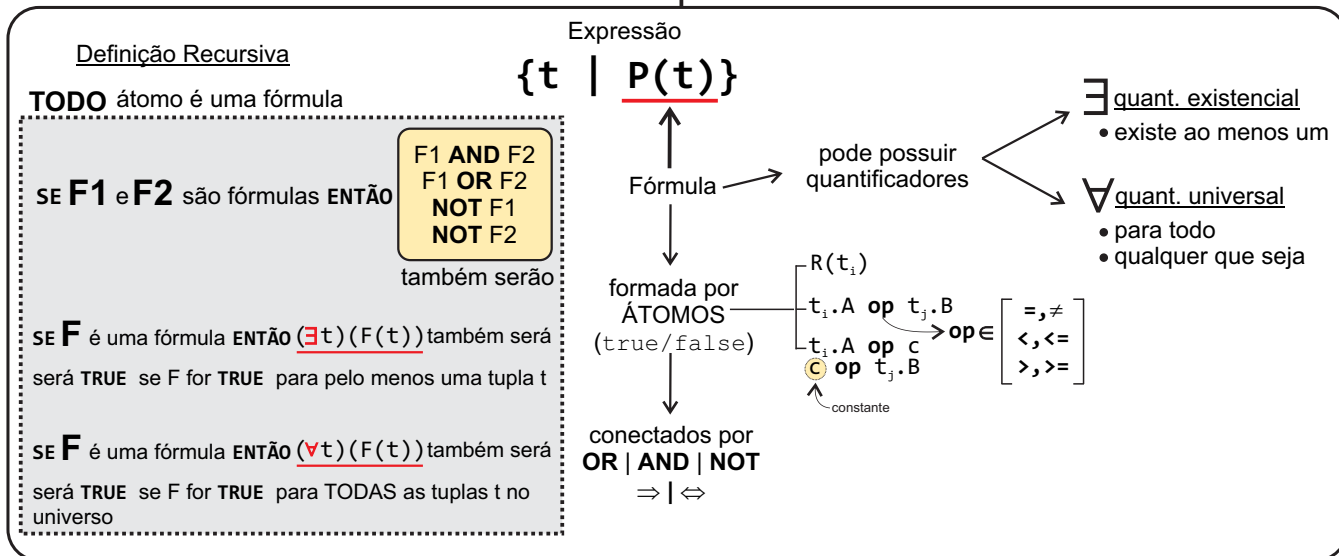 Definição Recursiva
TODO átomo é uma fórmula
SE F1 e F2 são fórmulas ENTÃO
F1 AND F2
F1 OR F2
NOT F1
NOT F2
também serão
SE F é uma fórmula ENTÃO (∃t)(F(t)) também será
será TRUE se F for TRUE para pelo menos uma tupla t
SE F é uma fórmula ENTÃO (∀t)(F(t)) também será
será TRUE se F for TRUE para TODAS as tuplas t no
universo
Expressão
{t | P(t)}
Fórmula
pode possuir
quantificadores
∃ quant. existencial
• existe ao menos um
∀ quant. universal
• para todo
• qualquer que seja
formada por
ÁTOMOS
(true/false)
R(tᵢ)
tᵢ.A op tⱼ.B
tᵢ.A op c
c op tⱼ.B
constante
op ∈
=,≠
<,<=
>,>=
conectados por
OR | AND | NOT
⇒ | ⇔